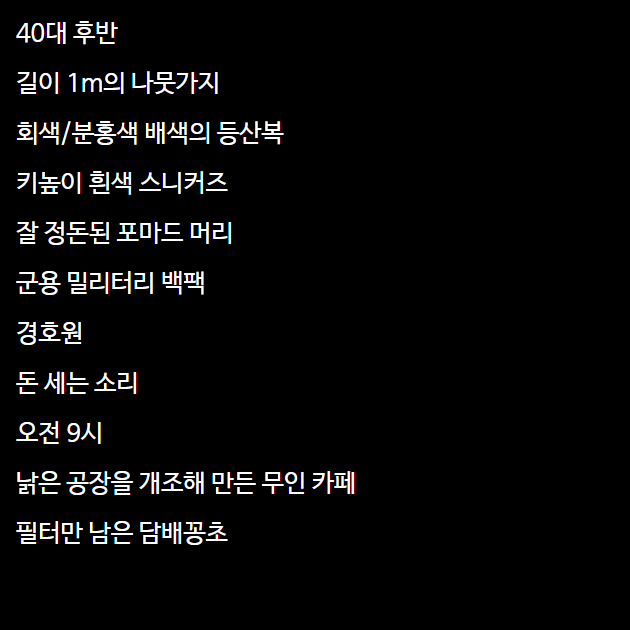 40대 후반
길이 1m의 나뭇가지
회색/분홍색 배색의 등산복
키높이 흰색 스니커즈
잘 정돈된 포마드 머리
군용 밀리터리 백팩
경호원
돈 세는 소리
오전 9시
낡은 공장을 개조해 만든 무인 카페
필터만 남은 담배꽁초